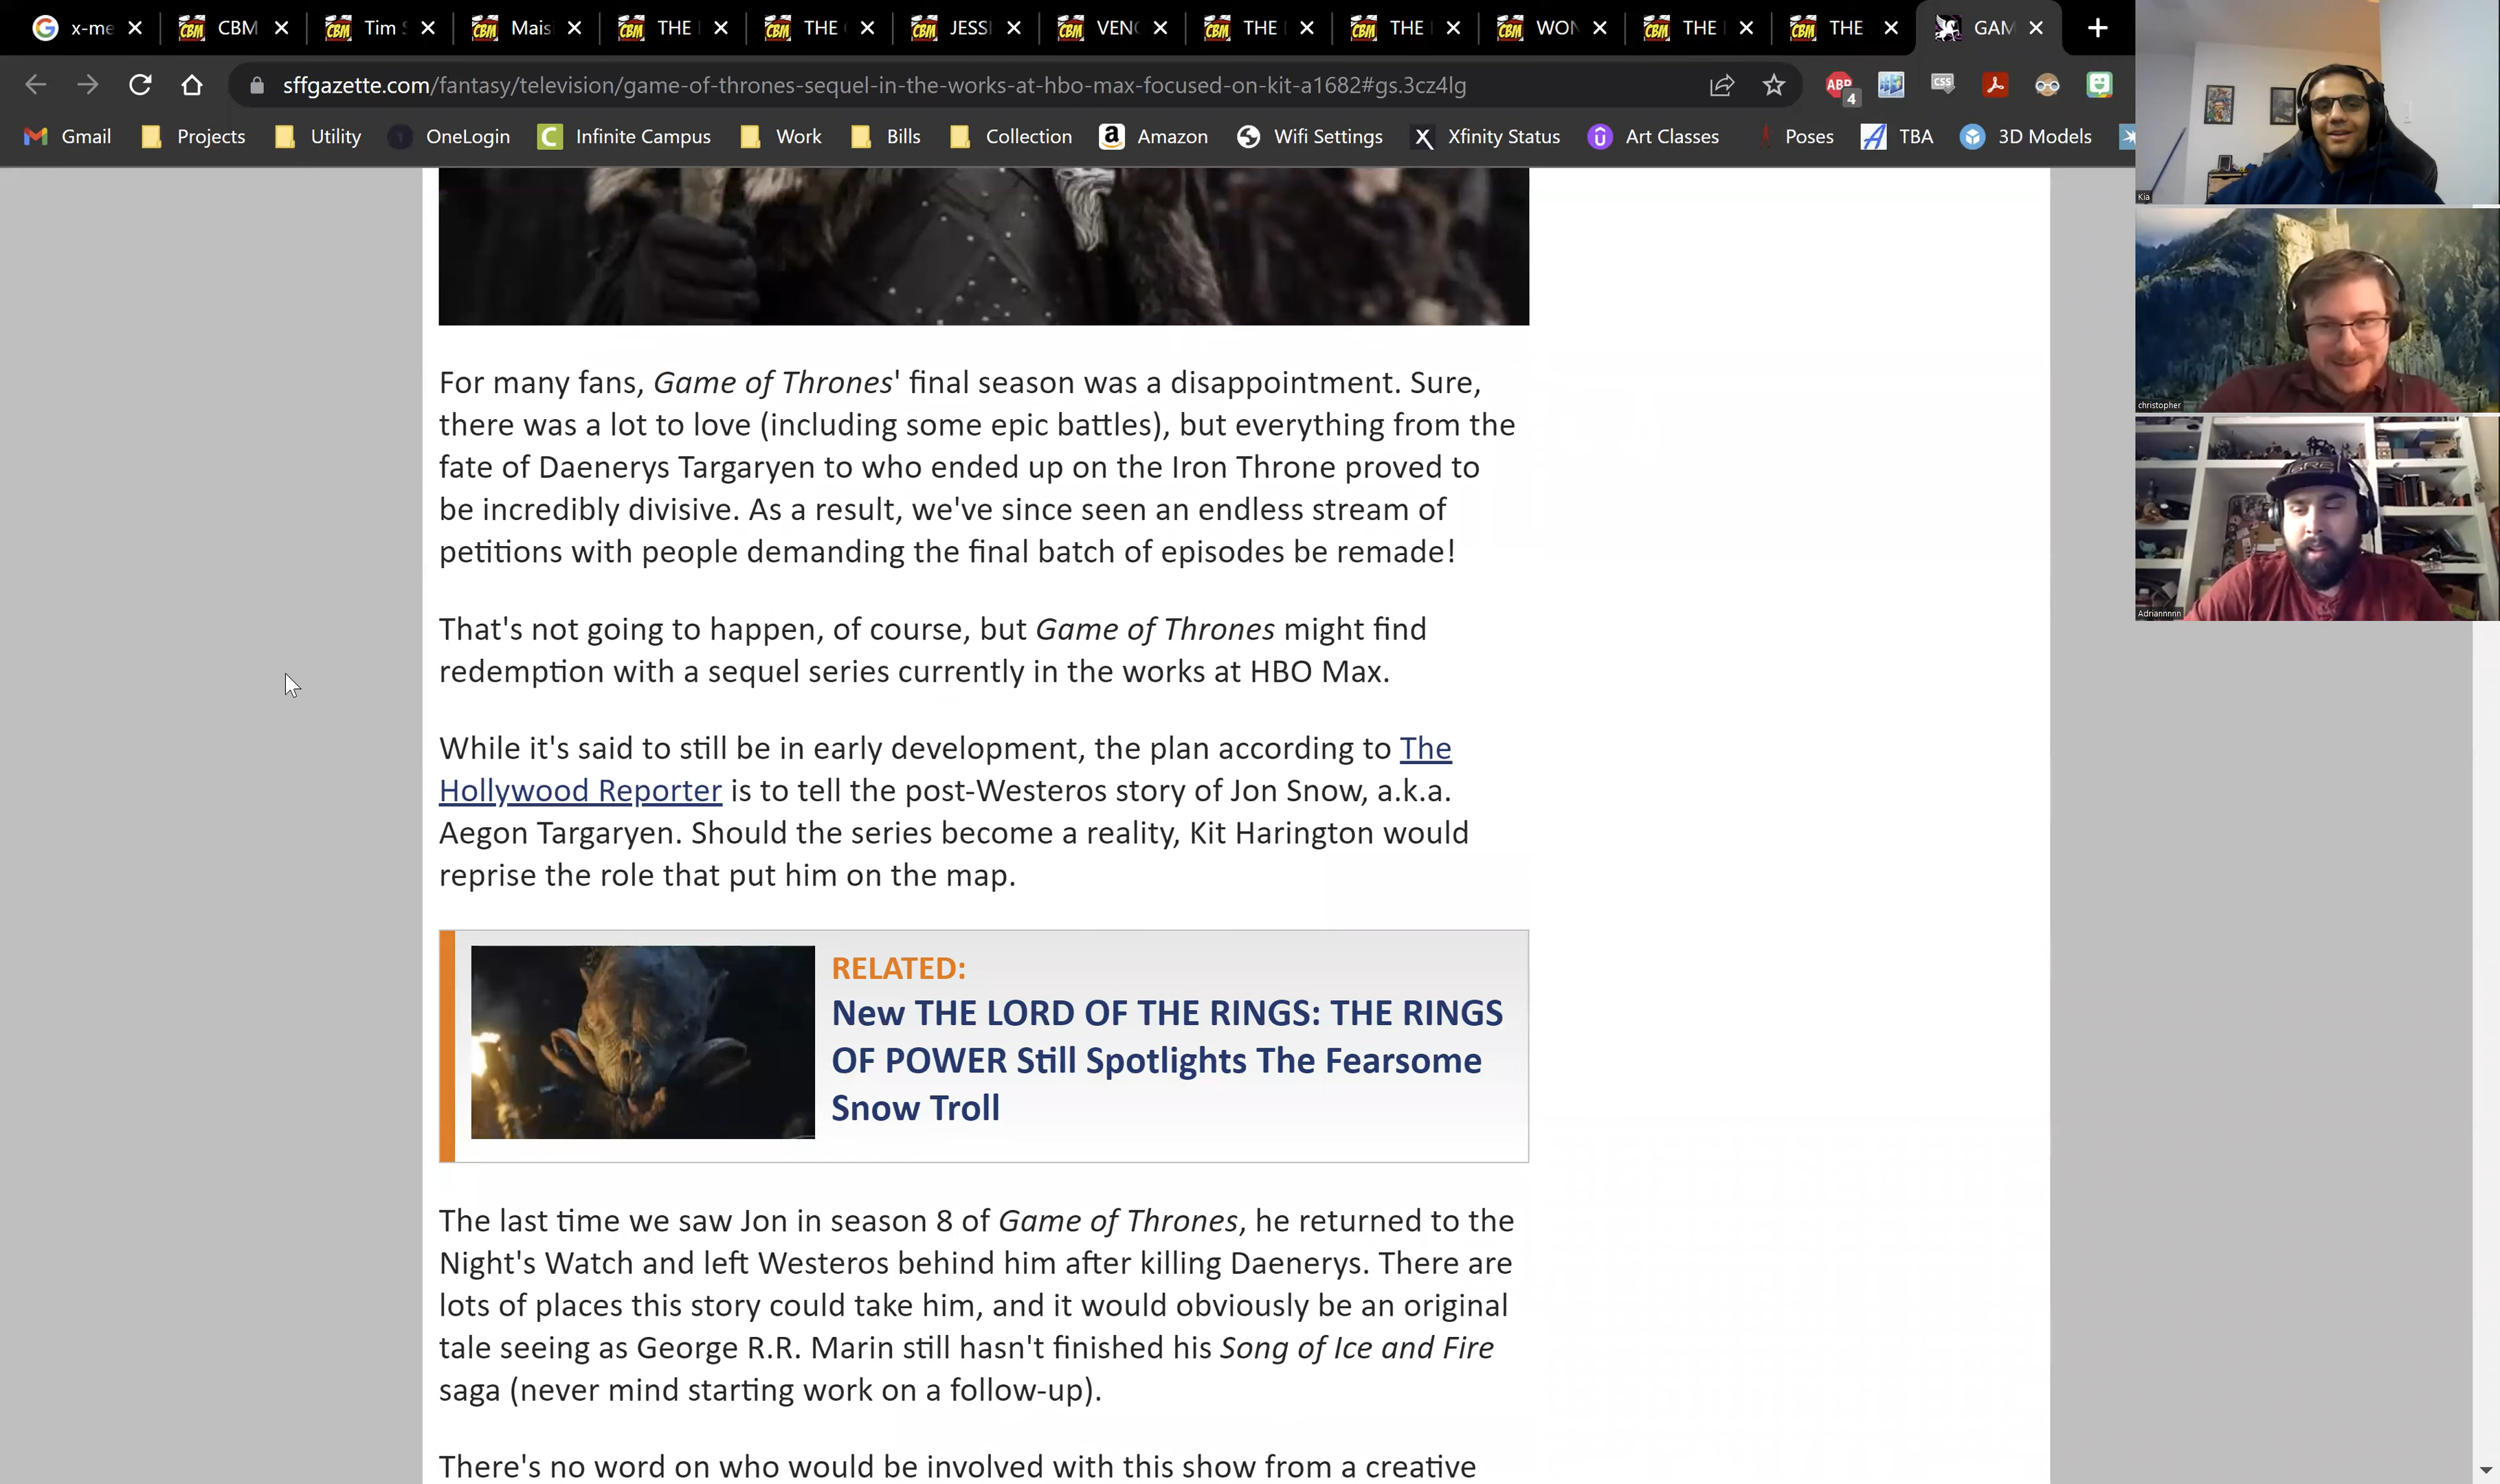 x-me
CBM
Tim S
Mais
THE
THE
JESSI
VENO
THE
THE
WON
THE
THE
GAM
sffgazette.com/fantasy/television/game-of-thrones-sequel-in-the-works-at-hbo-max-focused-on-kit-a1682#gs.3cz4lg
ABP
4
CSS
Gmail
Projects
Utility
OneLogin
Infinite Campus
Work
Bills
Collection
Amazon
Wifi Settings
Xfinity Status
Art Classes
Poses
TBA
3D Models
Kia
christopher
Adriannnnn
For many fans, Game of Thrones' final season was a disappointment. Sure,
there was a lot to love (including some epic battles), but everything from the
fate of Daenerys Targaryen to who ended up on the Iron Throne proved to
be incredibly divisive. As a result, we've since seen an endless stream of
petitions with people demanding the final batch of episodes be remade!
That's not going to happen, of course, but Game of Thrones might find
redemption with a sequel series currently in the works at HBO Max.
While it's said to still be in early development, the plan according to The
Hollywood Reporter is to tell the post-Westeros story of Jon Snow, a.k.a.
Aegon Targaryen. Should the series become a reality, Kit Harington would
reprise the role that put him on the map.
RELATED:
New THE LORD OF THE RINGS: THE RINGS
OF POWER Still Spotlights The Fearsome
Snow Troll
The last time we saw Jon in season 8 of Game of Thrones, he returned to the
Night's Watch and left Westeros behind him after killing Daenerys. There are
lots of places this story could take him, and it would obviously be an original
tale seeing as George R.R. Marin still hasn't finished his Song of Ice and Fire
saga (never mind starting work on a follow-up).
There's no word on who would be involved with this show from a creative